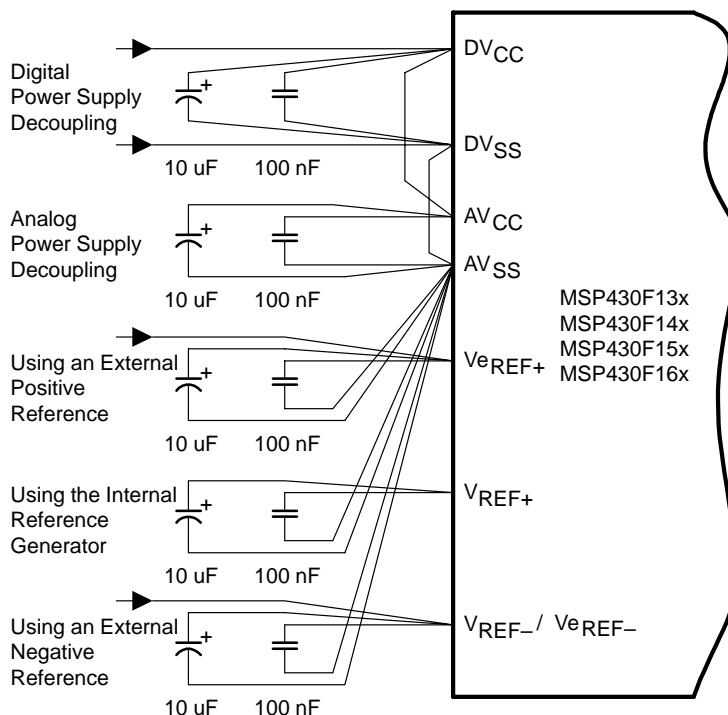 DVCC
Digital
Power Supply
Decoupling
+
DVSS
10 uF 100 nF
Analog
Power Supply
Decoupling
+
AVCC
AVSS
10 uF 100 nF
MSP430F13x
MSP430F14x
MSP430F15x
MSP430F16x
Using an External
Positive
Reference
+
VeREF+
10 uF 100 nF
Using the Internal
Reference
Generator
+
VREF+
10 uF 100 nF
Using an External
Negative
Reference
+
VREF– / VeREF–
10 uF 100 nF